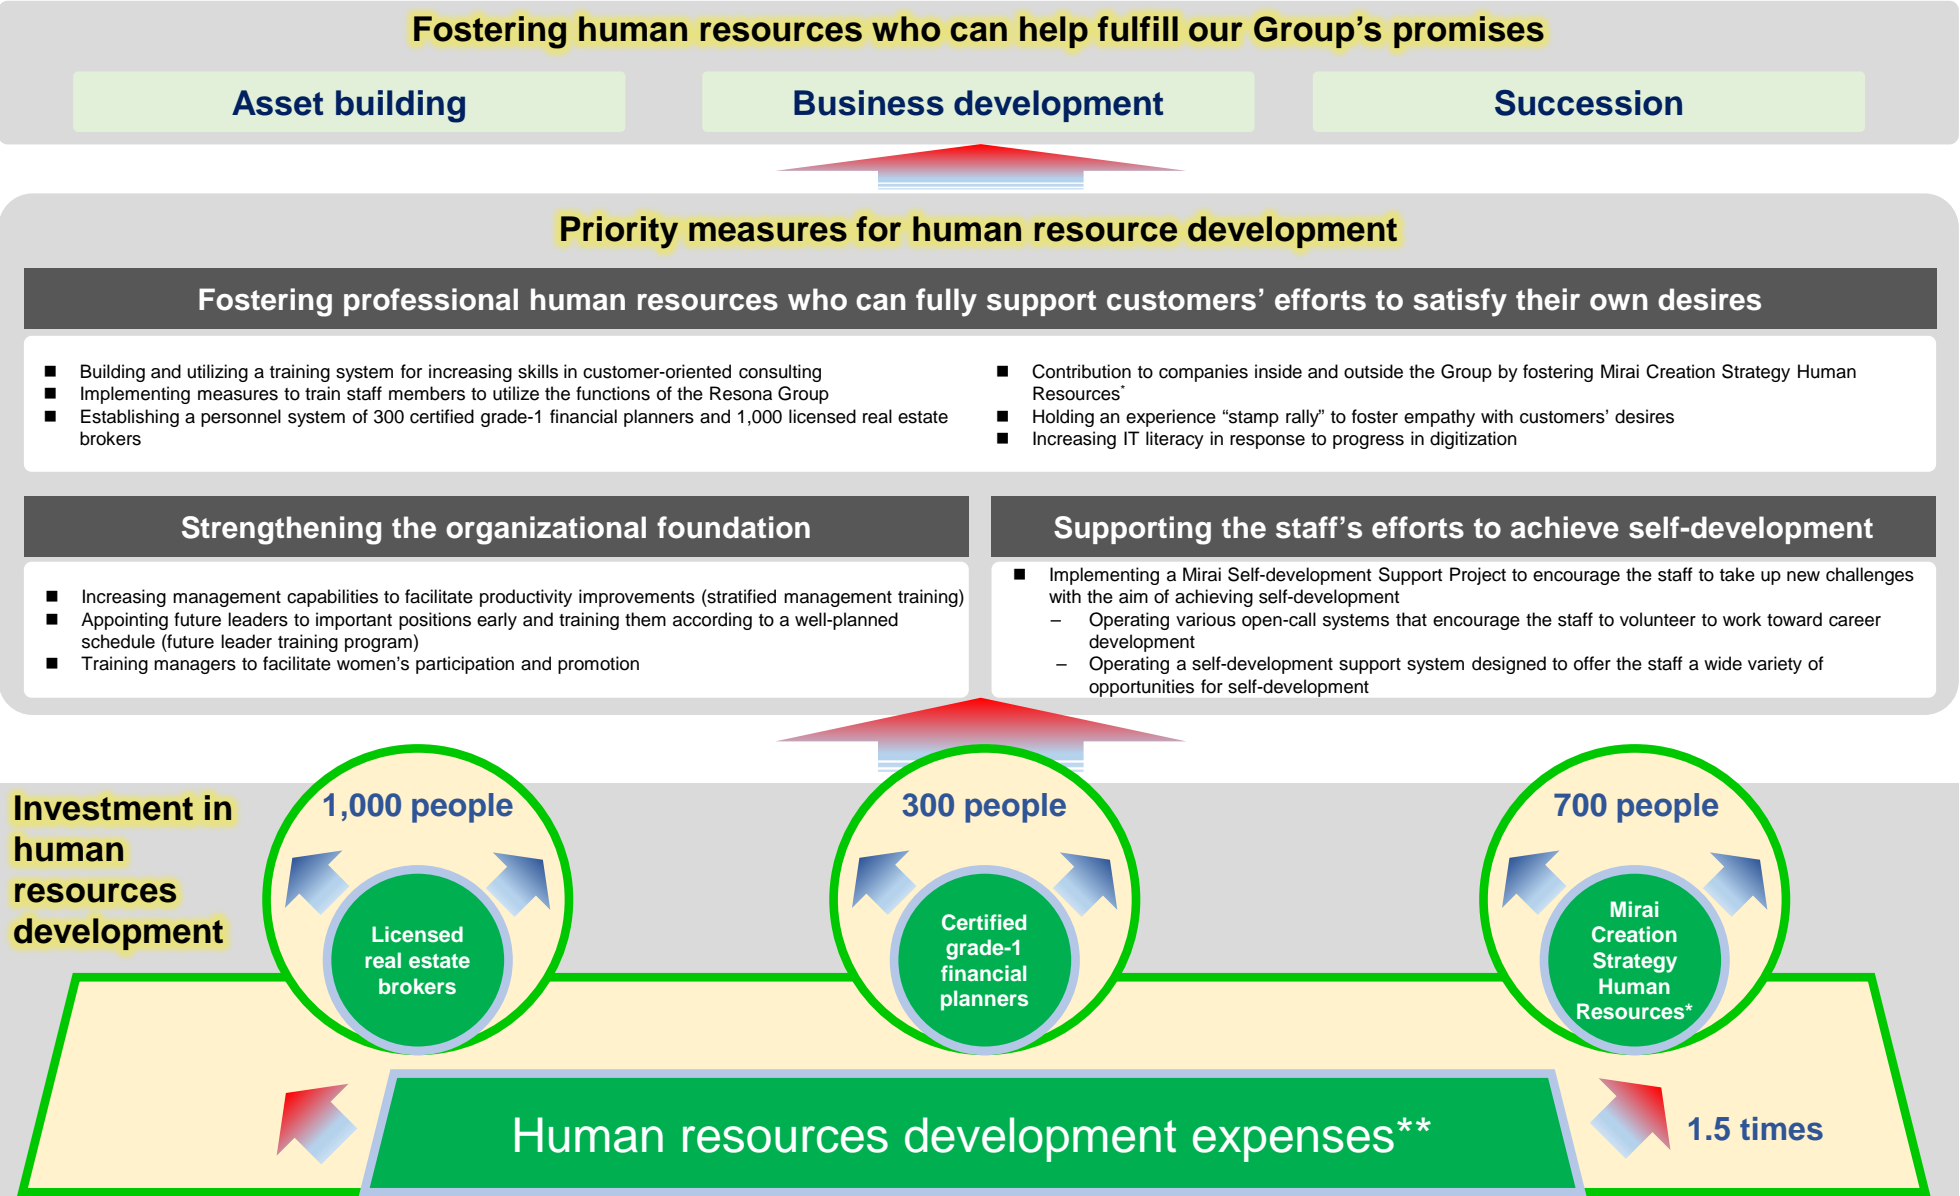 Fostering human resources who can help fulfill our Group’s promises
Asset building
Business development
Succession
Priority measures for human resource development
Fostering professional human resources who can fully support customers’ efforts to satisfy their own desires
■ Building and utilizing a training system for increasing skills in customer-oriented consulting
■ Implementing measures to train staff members to utilize the functions of the Resona Group
■ Establishing a personnel system of 300 certified grade-1 financial planners and 1,000 licensed real estate
brokers
■ Contribution to companies inside and outside the Group by fostering Mirai Creation Strategy Human
Resources*
■ Holding an experience “stamp rally” to foster empathy with customers’ desires
■ Increasing IT literacy in response to progress in digitization
Strengthening the organizational foundation
■ Increasing management capabilities to facilitate productivity improvements (stratified management training)
■ Appointing future leaders to important positions early and training them according to a well-planned
schedule (future leader training program)
■ Training managers to facilitate women’s participation and promotion
Supporting the staff’s efforts to achieve self-development
■ Implementing a Mirai Self-development Support Project to encourage the staff to take up new challenges
with the aim of achieving self-development
– Operating various open-call systems that encourage the staff to volunteer to work toward career
development
– Operating a self-development support system designed to offer the staff a wide variety of
opportunities for self-development
Investment in
human
resources
development
1,000 people
Licensed
real estate
brokers
300 people
Certified
grade-1
financial
planners
700 people
Mirai
Creation
Strategy
Human
Resources*
Human resources development expenses**
1.5 times